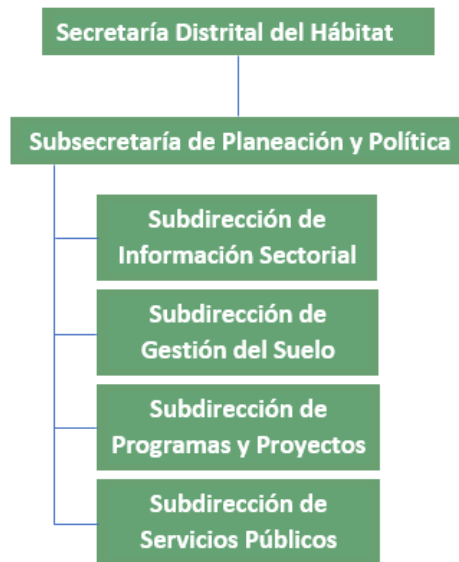 Secretaría Distrital del Hábitat
Subsecretaría de Planeación y Política
Subdirección de
Información Sectorial
Subdirección de
Gestión del Suelo
Subdirección de
Programas y Proyectos
Subdirección de
Servicios Públicos